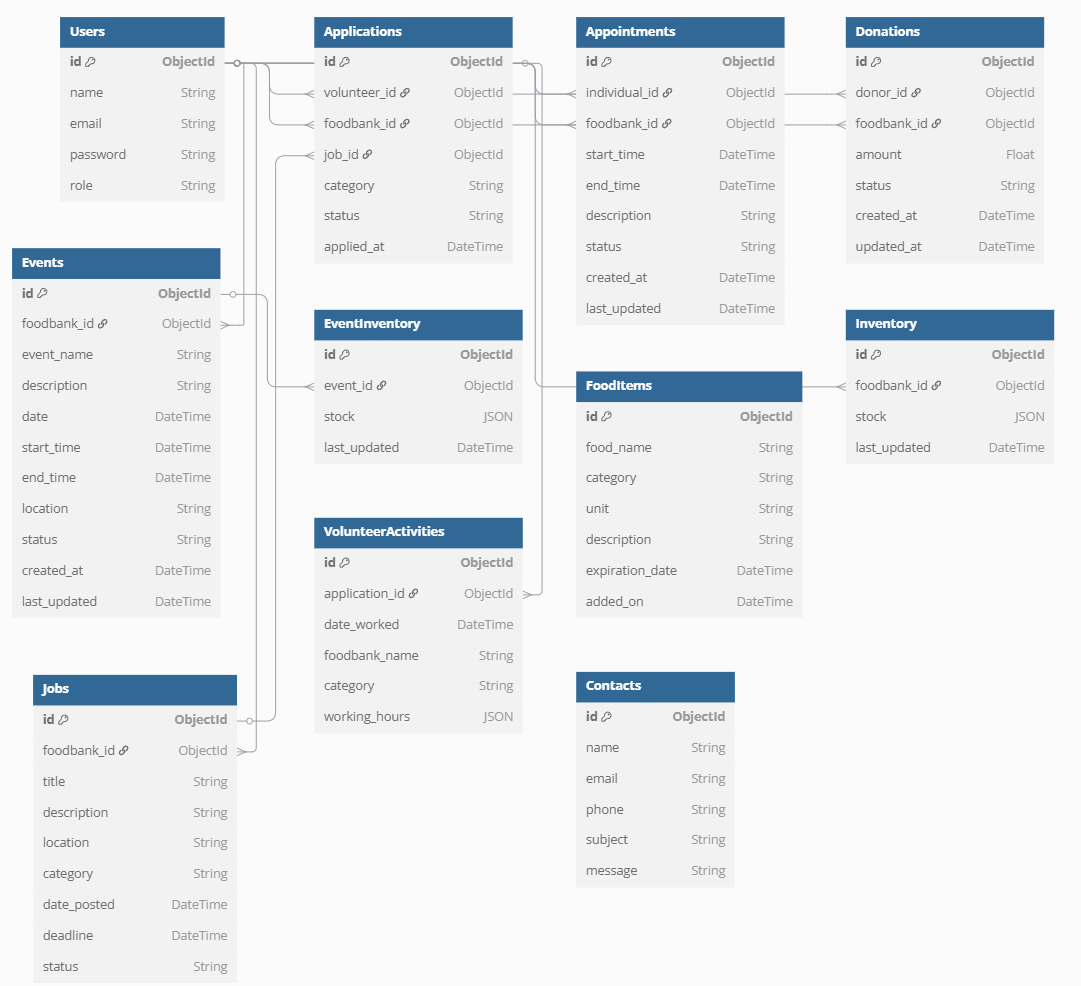 Users
id ObjectId
name String
email String
password String
role String
Applications
id ObjectId
volunteer_id ObjectId
foodbank_id ObjectId
job_id ObjectId
category String
status String
applied_at DateTime
Appointments
id ObjectId
individual_id ObjectId
foodbank_id ObjectId
start_time DateTime
end_time DateTime
description String
status String
created_at DateTime
last_updated DateTime
Donations
id ObjectId
donor_id ObjectId
foodbank_id ObjectId
amount Float
status String
created_at DateTime
updated_at DateTime
Events
id ObjectId
foodbank_id ObjectId
event_name String
description String
date DateTime
start_time DateTime
end_time DateTime
location String
status String
created_at DateTime
last_updated DateTime
EventInventory
id ObjectId
event_id ObjectId
stock JSON
last_updated DateTime
FoodItems
id ObjectId
food_name String
category String
unit String
description String
expiration_date DateTime
added_on DateTime
Inventory
id ObjectId
foodbank_id ObjectId
stock JSON
last_updated DateTime
VolunteerActivities
id ObjectId
application_id ObjectId
date_worked DateTime
foodbank_name String
category String
working_hours JSON
Jobs
id ObjectId
foodbank_id ObjectId
title String
description String
location String
category String
date_posted DateTime
deadline DateTime
status String
Contacts
id ObjectId
name String
email String
phone String
subject String
message String